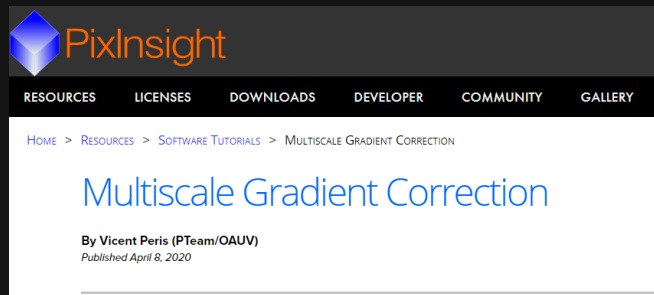 PixInsight
RESOURCES LICENSES DOWNLOADS DEVELOPER COMMUNITY GALLERY
Home > Resources > Software Tutorials > Multiscale Gradient Correction
Multiscale Gradient Correction
By Vicent Peris (PTeam/OAUV)
Published April 8, 2020